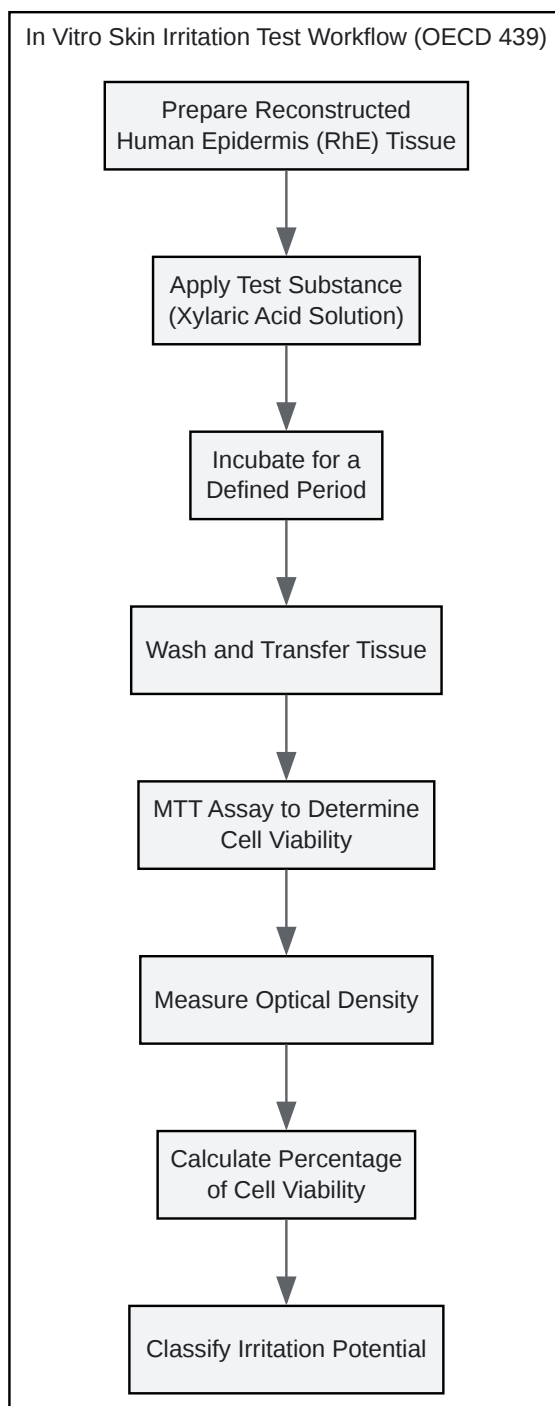 In Vitro Skin Irritation Test Workflow (OECD 439)
Prepare Reconstructed
Human Epidermis (RhE) Tissue
Apply Test Substance
(Xylaric Acid Solution)
Incubate for a
Defined Period
Wash and Transfer Tissue
MTT Assay to Determine
Cell Viability
Measure Optical Density
Calculate Percentage
of Cell Viability
Classify Irritation Potential